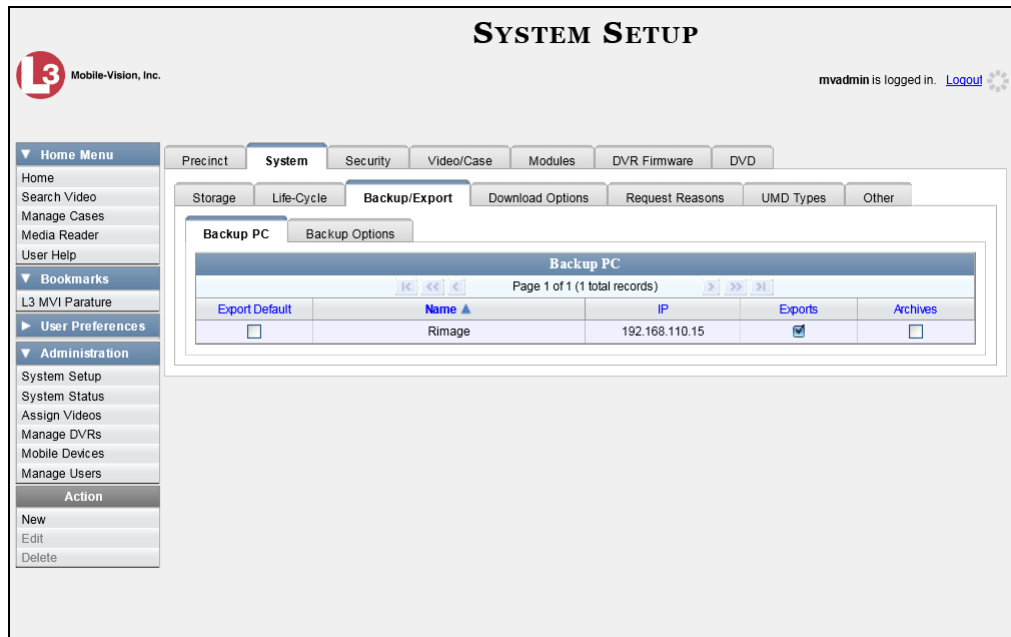 SYSTEM SETUP
L3 Mobile-Vision, Inc.
mvadmin is logged in. Logout
▼ Home Menu
Home
Search Video
Manage Cases
Media Reader
User Help
▼ Bookmarks
L3 MVI Parature
► User Preferences
▼ Administration
System Setup
System Status
Assign Videos
Manage DVRs
Mobile Devices
Manage Users
Action
New
Edit
Delete
Precinct System Security Video/Case Modules DVR Firmware DVD
Storage Life-Cycle Backup/Export Download Options Request Reasons UMD Types Other
Backup PC Backup Options
Backup PC
|< << < Page 1 of 1 (1 total records) > >> >|
Export Default Name ▲ IP Exports Archives
Rimage 192.168.110.15